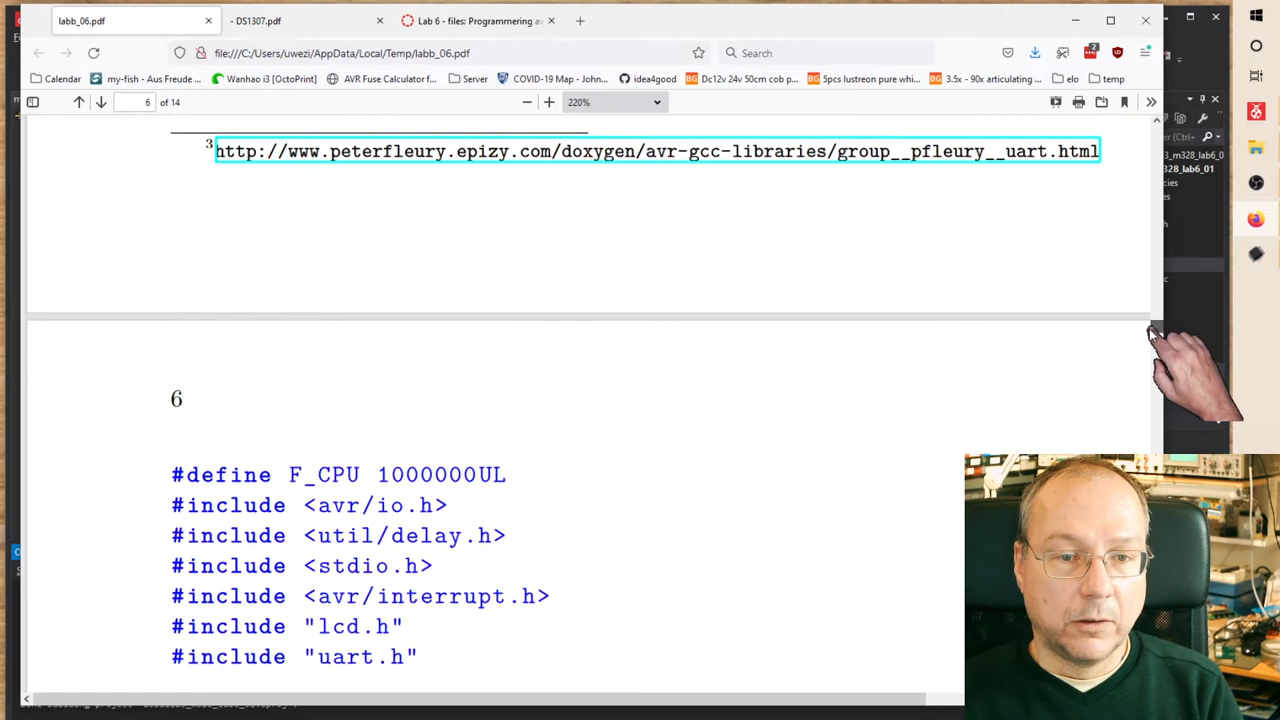 labb_06.pdf
- DS1307.pdf
Lab 6 - files: Programmering av
file:///C:/Users/uwezi/AppData/Local/Temp/labb_06.pdf
Search
2
Calendar
my-fish - Aus Freude ...
Wanhao i3 [OctoPrint]
AVR Fuse Calculator f...
Server
COVID-19 Map - John...
idea4good
Dc12v 24v 50cm cob p...
5pcs lustreon pure whi...
3.5x - 90x articulating ...
elo
temp
6
of 14
220%
3 http://www.peterfleury.epizy.com/doxygen/avr-gcc-libraries/group__pfleury__uart.html
6
#define F_CPU 1000000UL
#include <avr/io.h>
#include <util/delay.h>
#include <stdio.h>
#include <avr/interrupt.h>
#include "lcd.h"
#include "uart.h"
3_m328_lab6_0
328_lab6_01